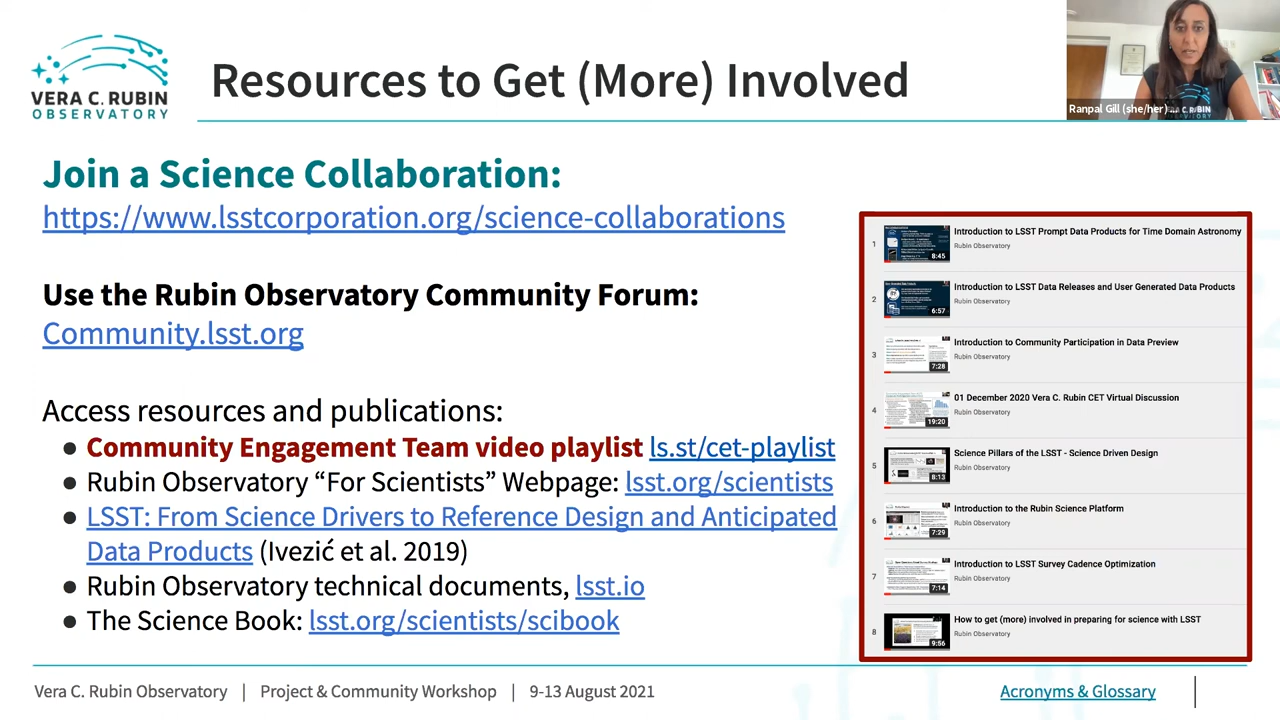 VERA C. RUBIN
OBSERVATORY
Resources to Get (More) Involved
Ranpal Gill (she/her)
C. RUBIN
Join a Science Collaboration:
https://www.lsstcorporation.org/science-collaborations
Use the Rubin Observatory Community Forum:
Community.lsst.org
Access resources and publications:
● Community Engagement Team video playlist ls.st/cet-playlist
● Rubin Observatory “For Scientists” Webpage: lsst.org/scientists
● LSST: From Science Drivers to Reference Design and Anticipated
Data Products (Ivezić et al. 2019)
● Rubin Observatory technical documents, lsst.io
● The Science Book: lsst.org/scientists/scibook
1
8:45
Introduction to LSST Prompt Data Products for Time Domain Astronomy
Rubin Observatory
2
6:57
Introduction to LSST Data Releases and User Generated Data Products
Rubin Observatory
3
7:28
Introduction to Community Participation in Data Preview
Rubin Observatory
4
19:20
01 December 2020 Vera C. Rubin CET Virtual Discussion
Rubin Observatory
5
8:13
Science Pillars of the LSST - Science Driven Design
Rubin Observatory
6
7:29
Introduction to the Rubin Science Platform
Rubin Observatory
7
7:14
Introduction to LSST Survey Cadence Optimization
Rubin Observatory
8
9:56
How to get (more) involved in preparing for science with LSST
Rubin Observatory
Vera C. Rubin Observatory | Project & Community Workshop | 9-13 August 2021
Acronyms & Glossary